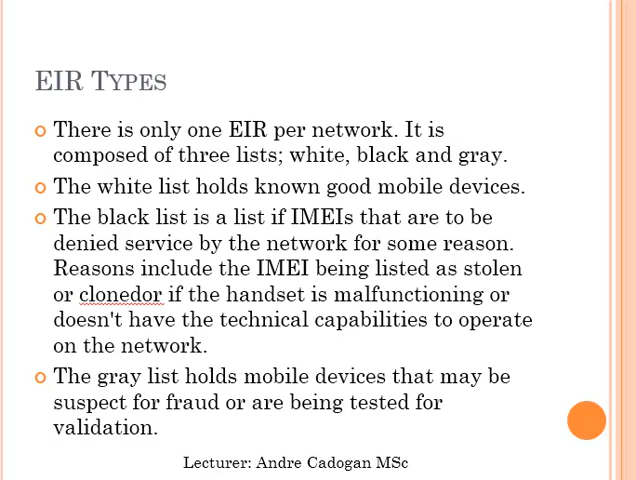 EIR TYPES
There is only one EIR per network. It is
composed of three lists; white, black and gray.
The white list holds known good mobile devices.
The black list is a list if IMEIs that are to be
denied service by the network for some reason.
Reasons include the IMEI being listed as stolen
or clonedor if the handset is malfunctioning or
doesn't have the technical capabilities to operate
on the network.
The gray list holds mobile devices that may be
suspect for fraud or are being tested for
validation.
Lecturer: Andre Cadogan MSc